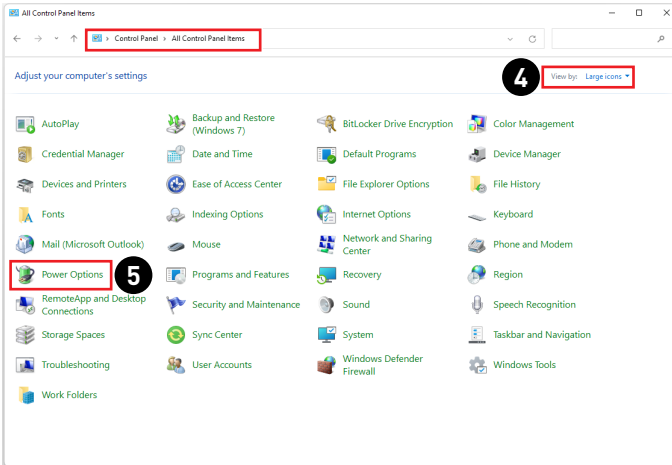 All Control Panel Items
Control Panel > All Control Panel Items
Adjust your computer's settings
4
View by: Large icons
AutoPlay
Backup and Restore
(Windows 7)
BitLocker Drive Encryption
Color Management
Credential Manager
Date and Time
Default Programs
Device Manager
Devices and Printers
Ease of Access Center
File Explorer Options
File History
Fonts
Indexing Options
Internet Options
Keyboard
Mail (Microsoft Outlook)
Mouse
Network and Sharing
Center
Phone and Modem
Power Options
5
Programs and Features
Recovery
Region
RemoteApp and Desktop
Connections
Security and Maintenance
Sound
Speech Recognition
Storage Spaces
Sync Center
System
Taskbar and Navigation
Troubleshooting
User Accounts
Windows Defender
Firewall
Windows Tools
Work Folders